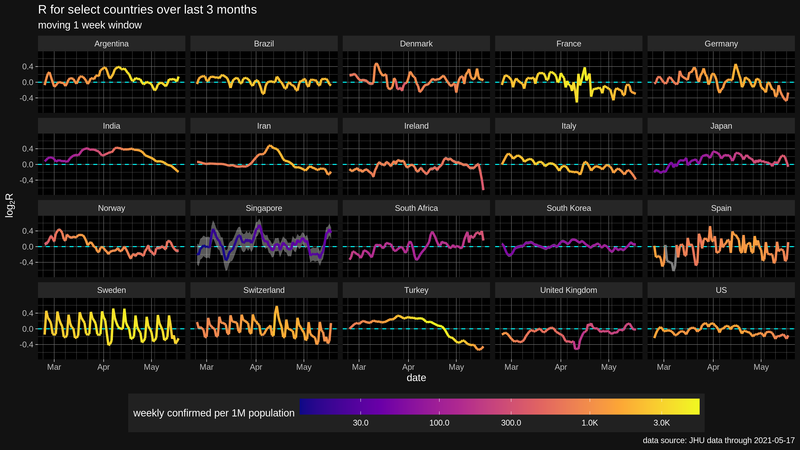 R for select countries over last 3 months
moving 1 week window
Argentina Brazil Denmark France Germany
0.4
0.0
-0.4
India Iran Ireland Italy Japan
0.4
0.0
-0.4
Norway Singapore South Africa South Korea Spain
0.4
0.0
-0.4
Sweden Switzerland Turkey United Kingdom US
0.4
0.0
-0.4
log2R
Mar Apr May Mar Apr May Mar Apr May Mar Apr May Mar Apr May
date
weekly confirmed per 1M population
30.0 100.0 300.0 1.0K 3.0K
data source: JHU data through 2021-05-17